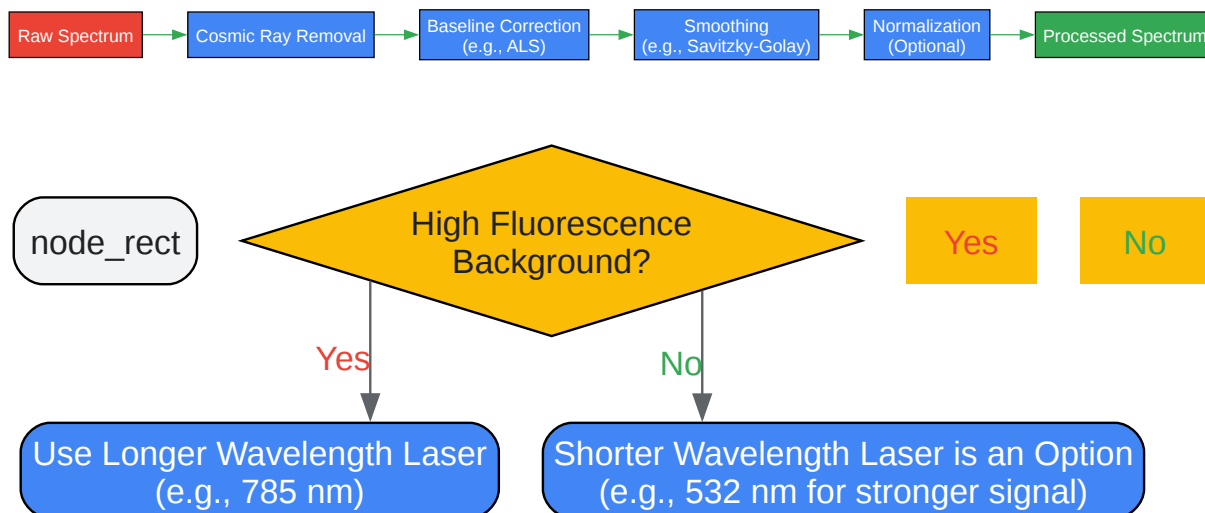 Raw Spectrum
Cosmic Ray Removal
Baseline Correction
(e.g., ALS)
Smoothing
(e.g., Savitzky-Golay)
Normalization
(Optional)
Processed Spectrum
node_rect
High Fluorescence
Background?
Yes
No
Yes
No
Use Longer Wavelength Laser
(e.g., 785 nm)
Shorter Wavelength Laser is an Option
(e.g., 532 nm for stronger signal)